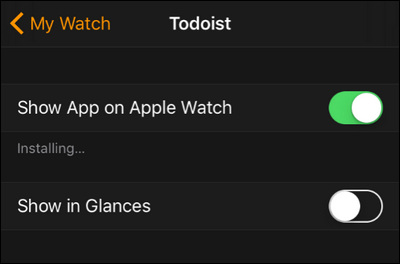 My Watch
Todoist
Show App on Apple Watch
Installing...
Show in Glances